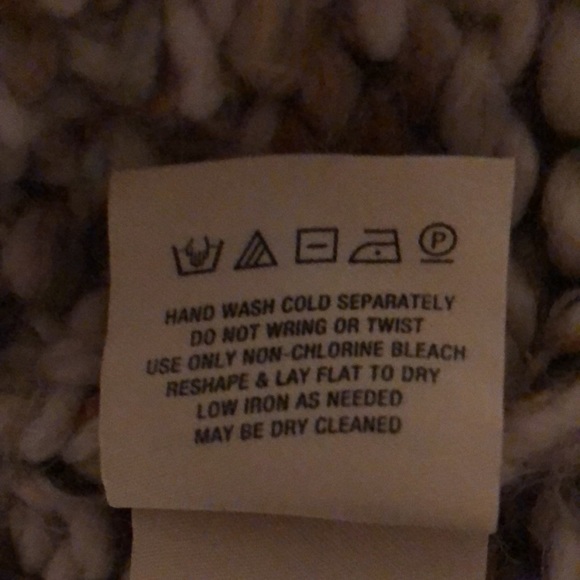 P
HAND WASH COLD SEPARATELY
DO NOT WRING OR TWIST
USE ONLY NON-CHLORINE BLEACH
RESHAPE & LAY FLAT TO DRY
LOW IRON AS NEEDED
MAY BE DRY CLEANED